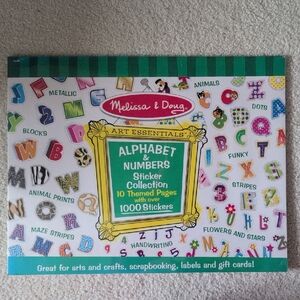 Melissa & Doug
ART ESSENTIALS
ALPHABET
&
NUMBERS
Sticker
Collection
10 Themed Pages
with over
1000 Stickers
METALLIC
BLOCKS
ANIMAL PRINTS
MAZE STRIPES
HANDWRITING
ANIMALS
DOTS
FUNKY
STRIPES
FLOWERS AND STARS
Great for arts and crafts, scrapbooking, labels and gift cards!